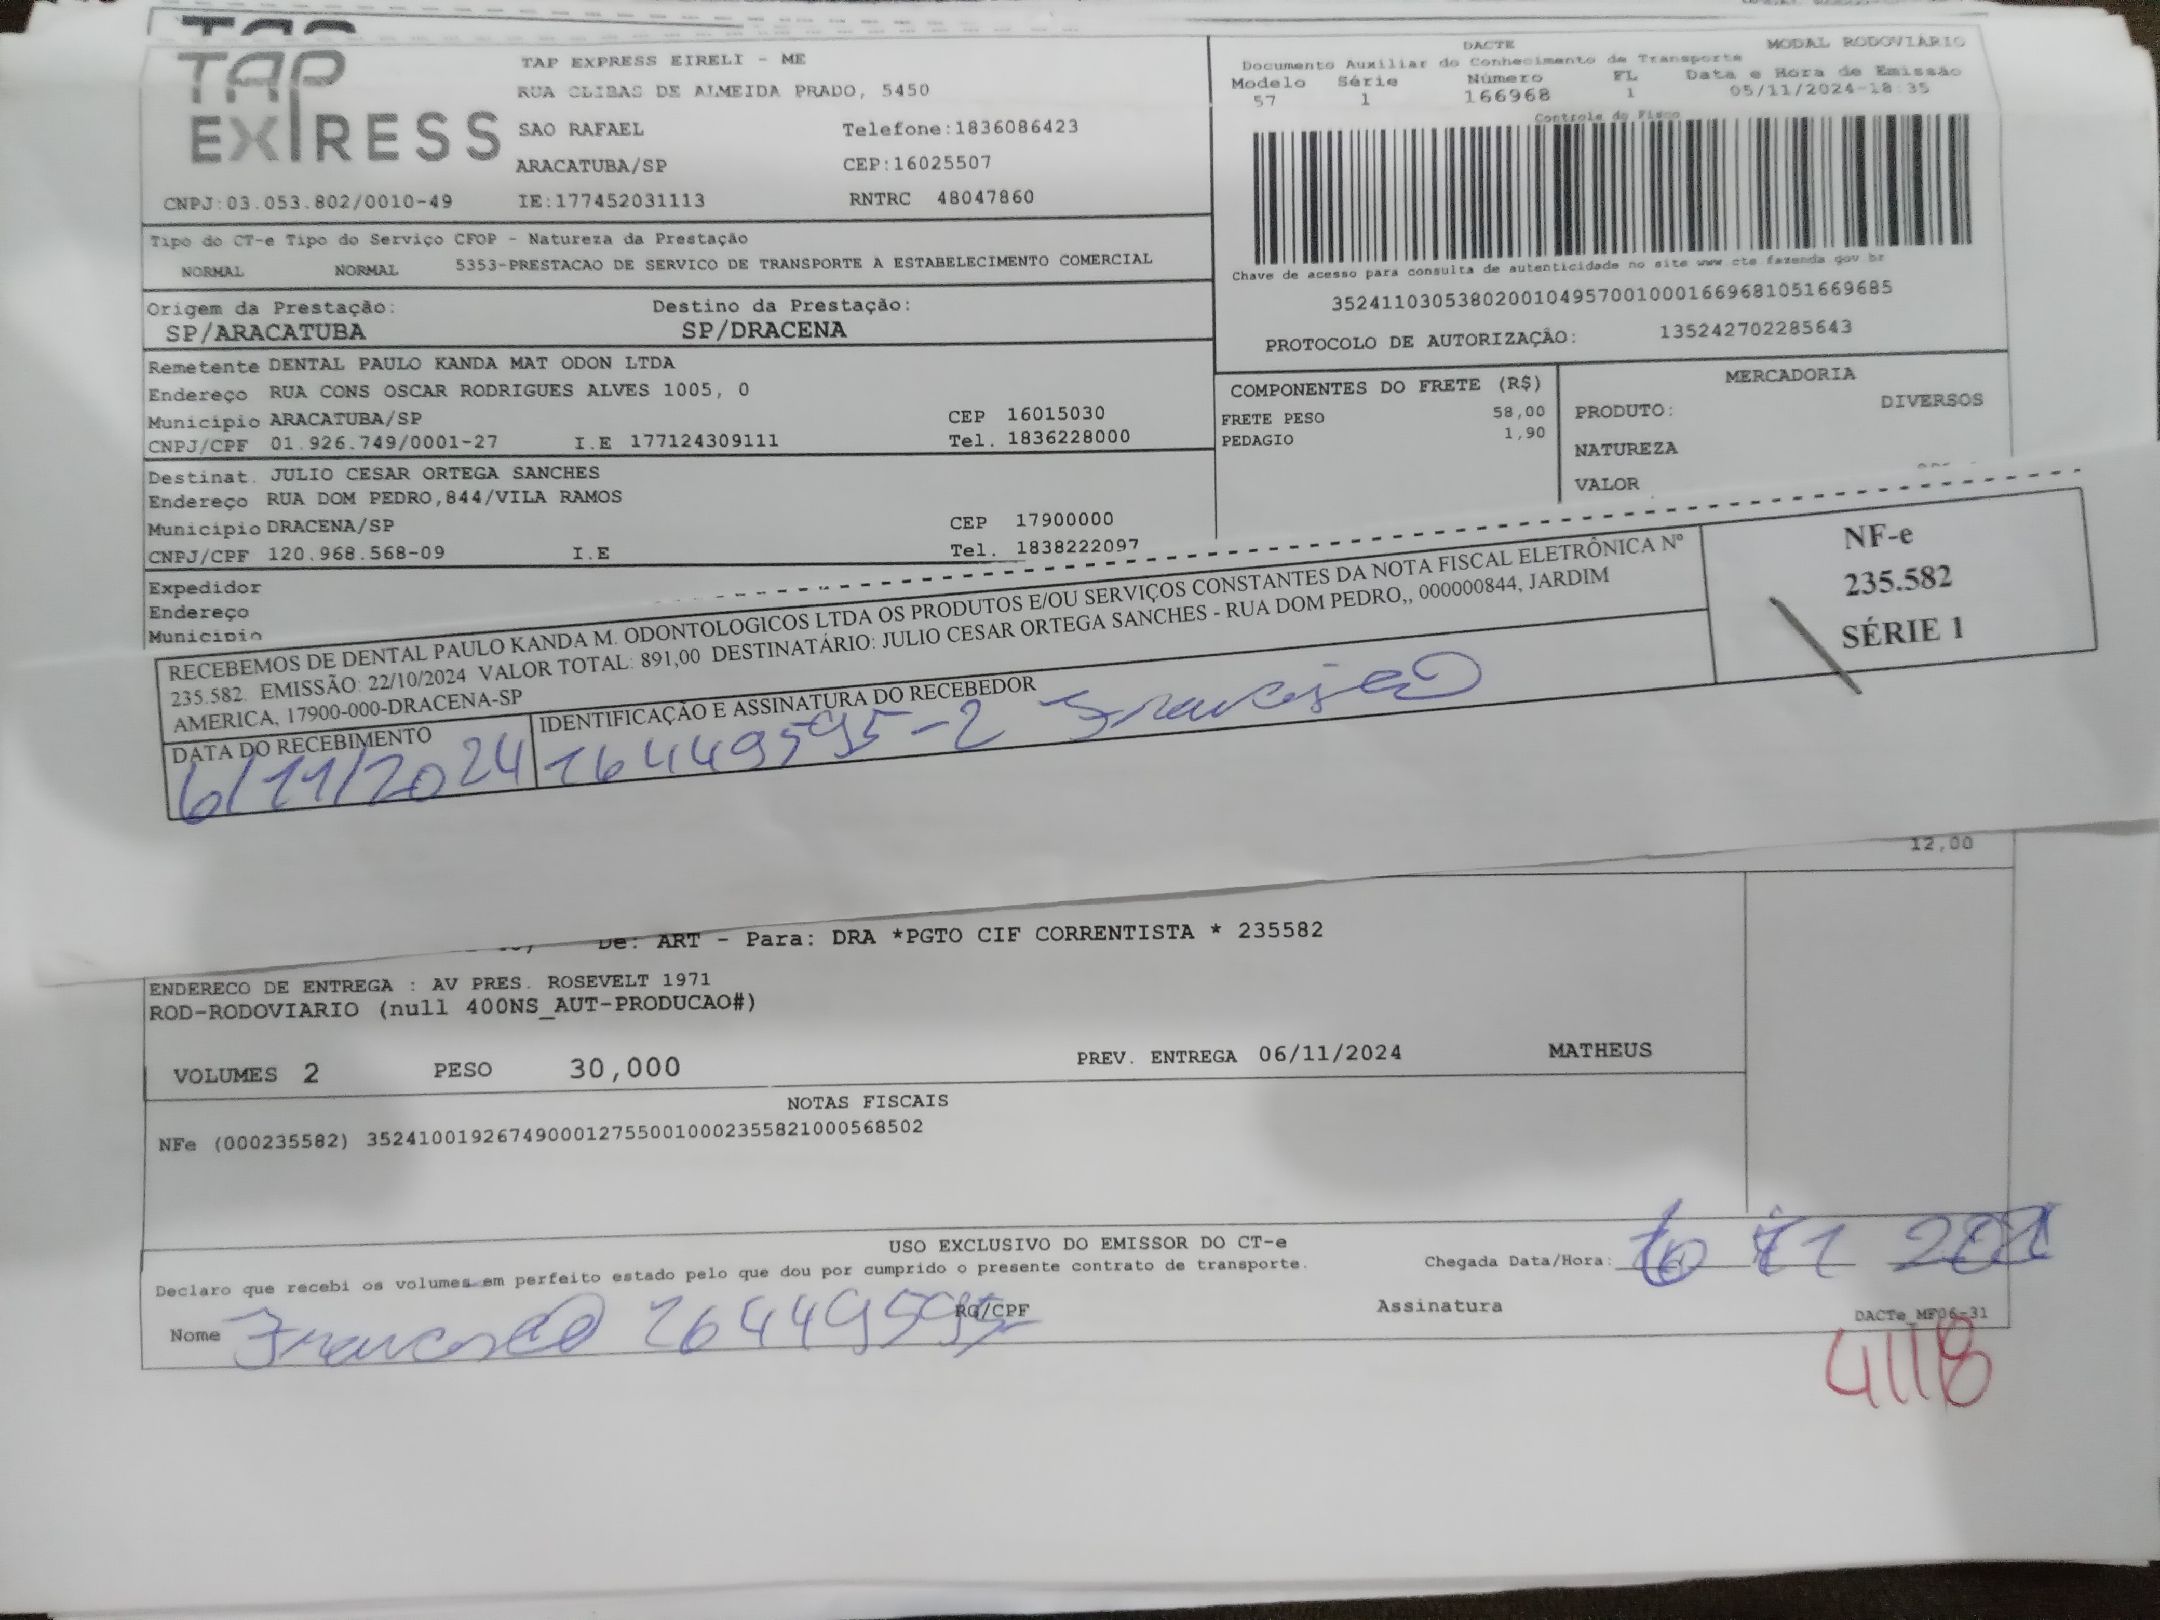 TAP EXPRESS
TAP EXPRESS EIRELI - ME
RUA CLIBAS DE ALMEIDA PRADO, 5450
SAO RAFAEL Telefone:1836086423
ARACATUBA/SP CEP:16025507
CNPJ:03.053.802/0010-49 IE:177452031113 RNTRC 48047860
DACTE MODAL RODOVIÁRIO
Documento Auxiliar do Conhecimento de Transporte
Modelo Série Número FL Data e Hora de Emissão
57 1 166968 1 05/11/2024-18:35
Controle do Fisco
Chave de acesso para consulta de autenticidade no site www.cte.fazenda.gov.br
35241103053802001049570010001669681051669685
PROTOCOLO DE AUTORIZAÇÃO: 135242702285643
Tipo do CT-e Tipo do Serviço CFOP - Natureza da Prestação
NORMAL NORMAL 5353-PRESTACAO DE SERVICO DE TRANSPORTE A ESTABELECIMENTO COMERCIAL
Origem da Prestação: Destino da Prestação:
SP/ARACATUBA SP/DRACENA
Remetente DENTAL PAULO KANDA MAT ODON LTDA
Endereço RUA CONS OSCAR RODRIGUES ALVES 1005, 0
Município ARACATUBA/SP CEP 16015030
CNPJ/CPF 01.926.749/0001-27 I.E 177124309111 Tel. 1836228000
Destinat. JULIO CESAR ORTEGA SANCHES
Endereço RUA DOM PEDRO,844/VILA RAMOS
Município DRACENA/SP CEP 17900000
CNPJ/CPF 120.968.568-09 I.E Tel. 1838222097
Expedidor
Endereço
Município
COMPONENTES DO FRETE (R$)
FRETE PESO 58,00
PEDAGIO 1,90
MERCADORIA
PRODUTO: DIVERSOS
NATUREZA
VALOR
RECEBEMOS DE DENTAL PAULO KANDA M. ODONTOLOGICOS LTDA OS PRODUTOS E/OU SERVIÇOS CONSTANTES DA NOTA FISCAL ELETRÔNICA Nº
235.582. EMISSÃO: 22/10/2024 VALOR TOTAL: 891,00 DESTINATÁRIO: JULIO CESAR ORTEGA SANCHES - RUA DOM PEDRO,, 000000844, JARDIM
AMERICA, 17900-000-DRACENA-SP
NF-e
235.582
SÉRIE 1
DATA DO RECEBIMENTO IDENTIFICAÇÃO E ASSINATURA DO RECEBEDOR
6/11/2024 26449595-2 Francisco
12,00
De: ART - Para: DRA *PGTO CIF CORRENTISTA * 235582
ENDERECO DE ENTREGA : AV PRES. ROSEVELT 1971
ROD-RODOVIARIO (null 400NS_AUT-PRODUCAO#)
VOLUMES 2 PESO 30,000 PREV. ENTREGA 06/11/2024 MATHEUS
NOTAS FISCAIS
NFe (000235582) 35241001926749000127550010002355821000568502
USO EXCLUSIVO DO EMISSOR DO CT-e
Declaro que recebi os volumes em perfeito estado pelo que dou por cumprido o presente contrato de transporte.
Chegada Data/Hora:
Nome Francisco 26449595 RG/CPF Assinatura
DACTe_MF06-31
4118